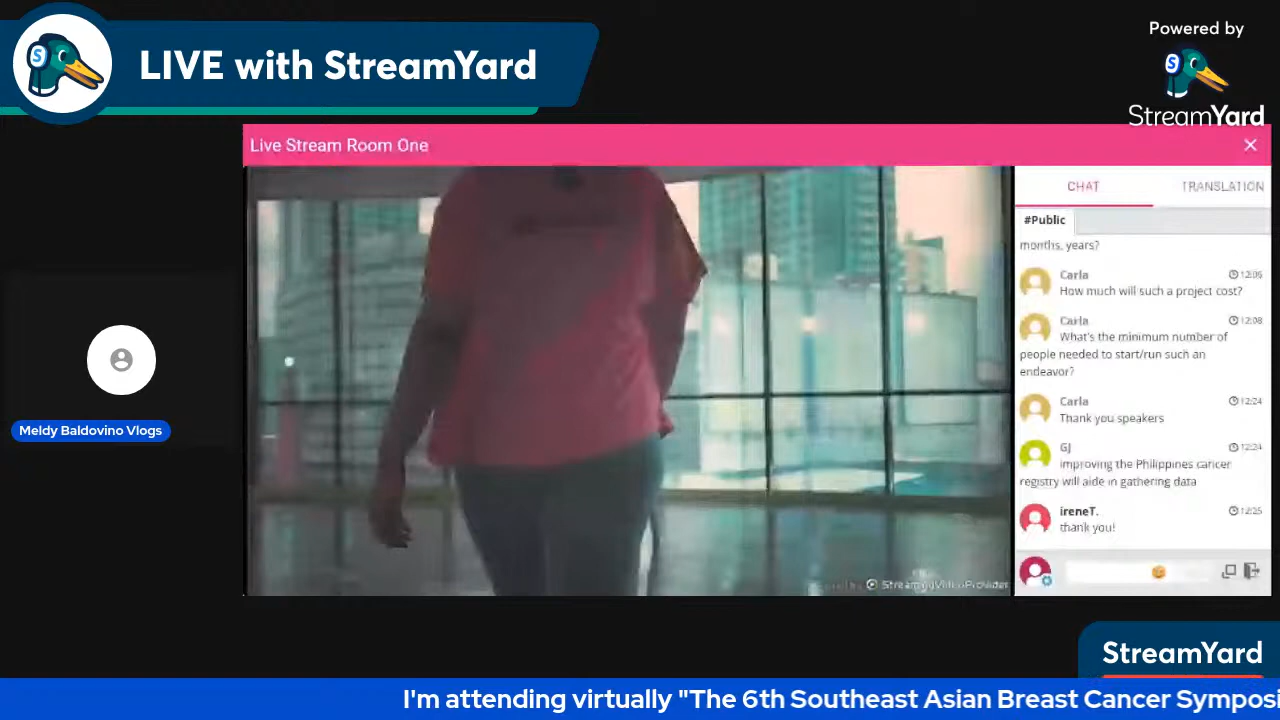 LIVE with StreamYard
Powered by
StreamYard
Live Stream Room One
CHAT
TRANSLATION
#Public
months, years?
Carla
12:05
How much will such a project cost?
Carla
12:08
What's the minimum number of
people needed to start/run such an
endeavor?
Carla
12:24
Thank you speakers
GJ
12:24
improving the Philippines cancer
registry will aide in gathering data
ireneT.
12:25
thank you!
StreamingVideoProvider
Meldy Baldovino Vlogs
StreamYard
I'm attending virtually "The 6th Southeast Asian Breast Cancer Symposi